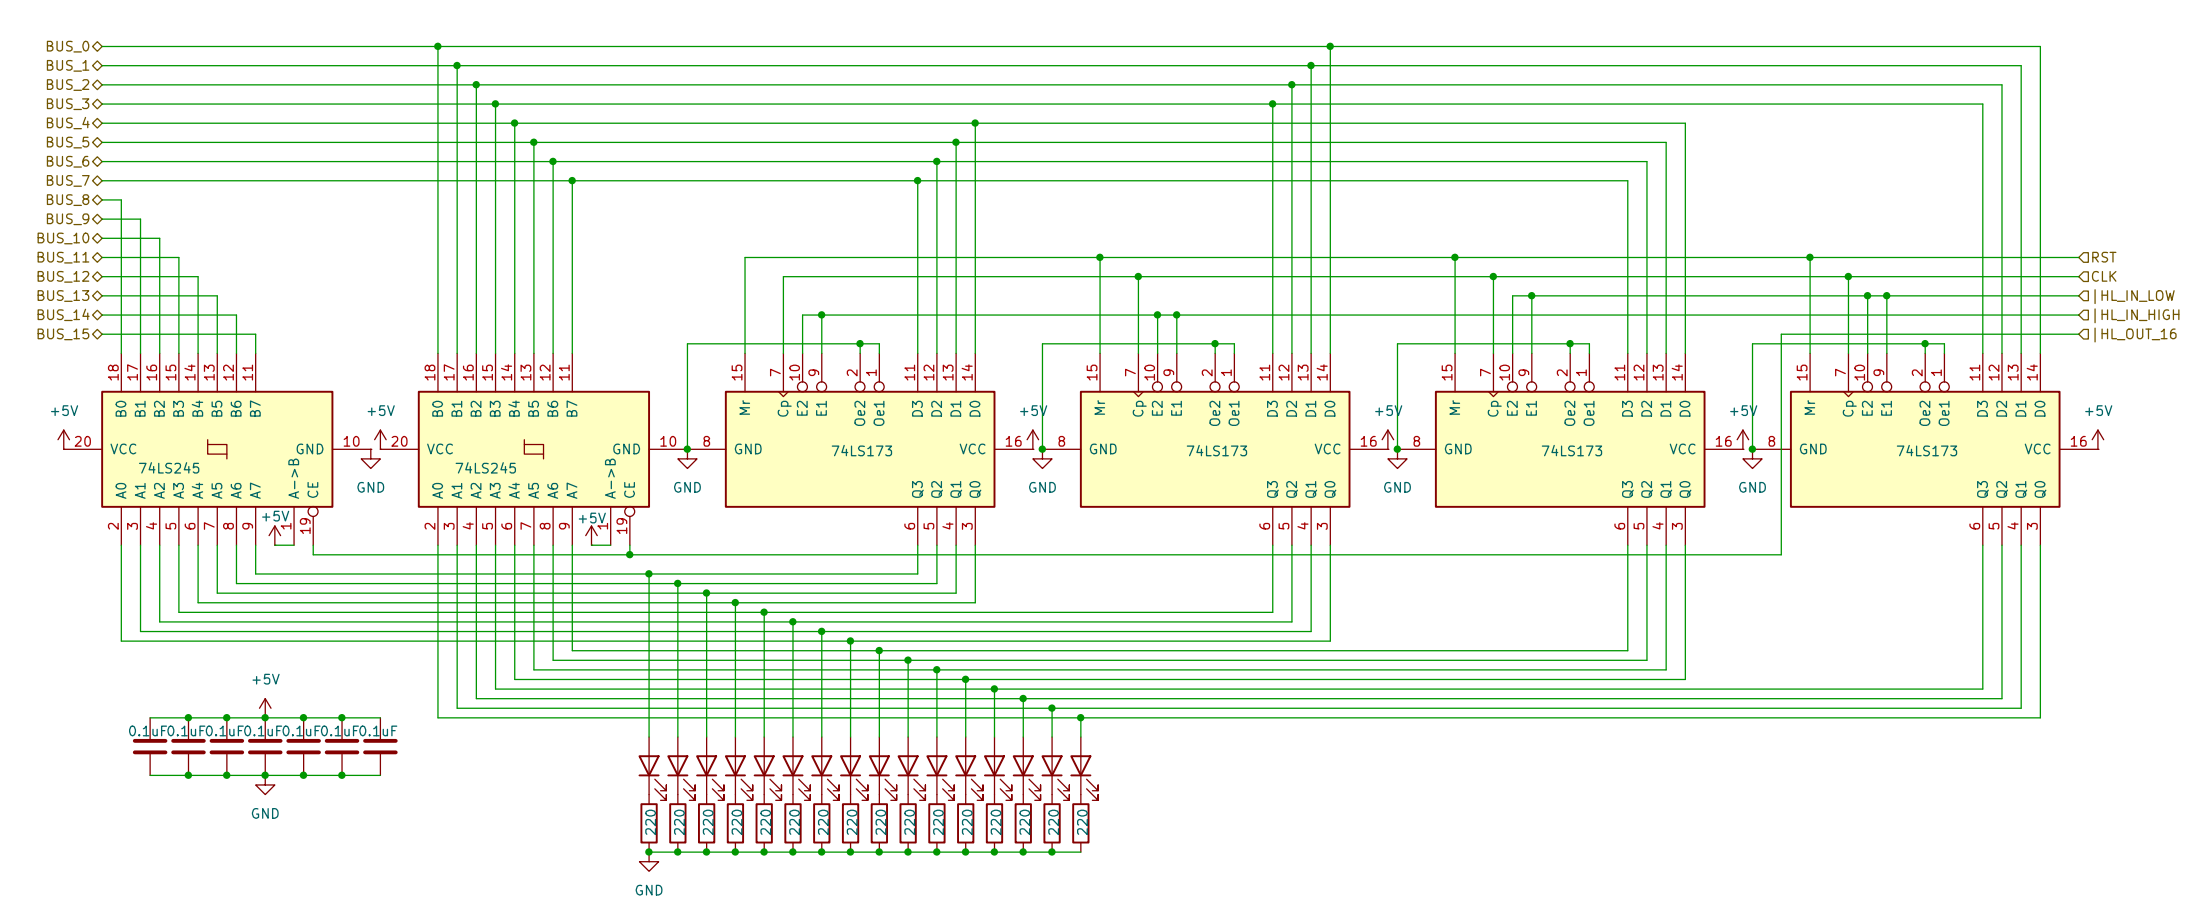 BUS_0
BUS_1
BUS_2
BUS_3
BUS_4
BUS_5
BUS_6
BUS_7
BUS_8
BUS_9
BUS_10
BUS_11
BUS_12
BUS_13
BUS_14
BUS_15
RST
CLK
|HL_IN_LOW
|HL_IN_HIGH
|HL_OUT_16
18 17 16 15 14 13 12 11
B0 B1 B2 B3 B4 B5 B6 B7
+5V
20 VCC GND 10
74LS245
A0 A1 A2 A3 A4 A5 A6 A7 A->B CE
2 3 4 5 6 7 8 9 1 19
+5V
GND
18 17 16 15 14 13 12 11
B0 B1 B2 B3 B4 B5 B6 B7
+5V
20 VCC GND 10
74LS245
A0 A1 A2 A3 A4 A5 A6 A7 A->B CE
2 3 4 5 6 7 8 9 1 19
+5V
GND
15 7 10 9 2 1 11 12 13 14
Mr Cp E2 E1 Oe2 Oe1 D3 D2 D1 D0
8 GND VCC 16
+5V
74LS173
Q3 Q2 Q1 Q0
6 5 4 3
GND
15 7 10 9 2 1 11 12 13 14
Mr Cp E2 E1 Oe2 Oe1 D3 D2 D1 D0
8 GND VCC 16
+5V
74LS173
Q3 Q2 Q1 Q0
6 5 4 3
GND
15 7 10 9 2 1 11 12 13 14
Mr Cp E2 E1 Oe2 Oe1 D3 D2 D1 D0
8 GND VCC 16
+5V
74LS173
Q3 Q2 Q1 Q0
6 5 4 3
GND
15 7 10 9 2 1 11 12 13 14
Mr Cp E2 E1 Oe2 Oe1 D3 D2 D1 D0
8 GND VCC 16
+5V
74LS173
Q3 Q2 Q1 Q0
6 5 4 3
+5V
0.1uF 0.1uF 0.1uF 0.1uF 0.1uF 0.1uF 0.1uF
GND
220 220 220 220 220 220 220 220 220 220 220 220 220 220 220 220
GND